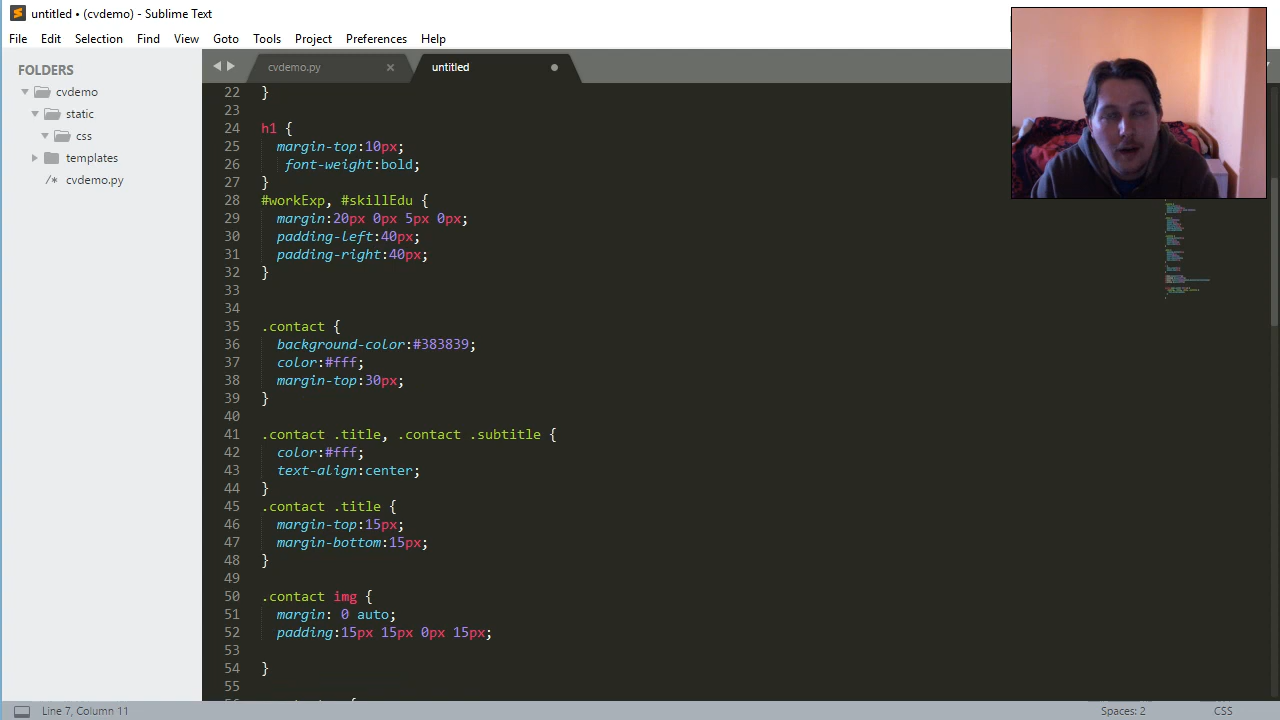 untitled • (cvdemo) - Sublime Text
File Edit Selection Find View Goto Tools Project Preferences Help
FOLDERS
cvdemo
static
css
templates
/* cvdemo.py
cvdemo.py ×
untitled
22 }
23
24 h1 {
25 margin-top:10px;
26 font-weight:bold;
27 }
28 #workExp, #skillEdu {
29 margin:20px 0px 5px 0px;
30 padding-left:40px;
31 padding-right:40px;
32 }
33
34
35 .contact {
36 background-color:#383839;
37 color:#fff;
38 margin-top:30px;
39 }
40
41 .contact .title, .contact .subtitle {
42 color:#fff;
43 text-align:center;
44 }
45 .contact .title {
46 margin-top:15px;
47 margin-bottom:15px;
48 }
49
50 .contact img {
51 margin: 0 auto;
52 padding:15px 15px 0px 15px;
53
54 }
55
Line 7, Column 11
Spaces: 2
CSS